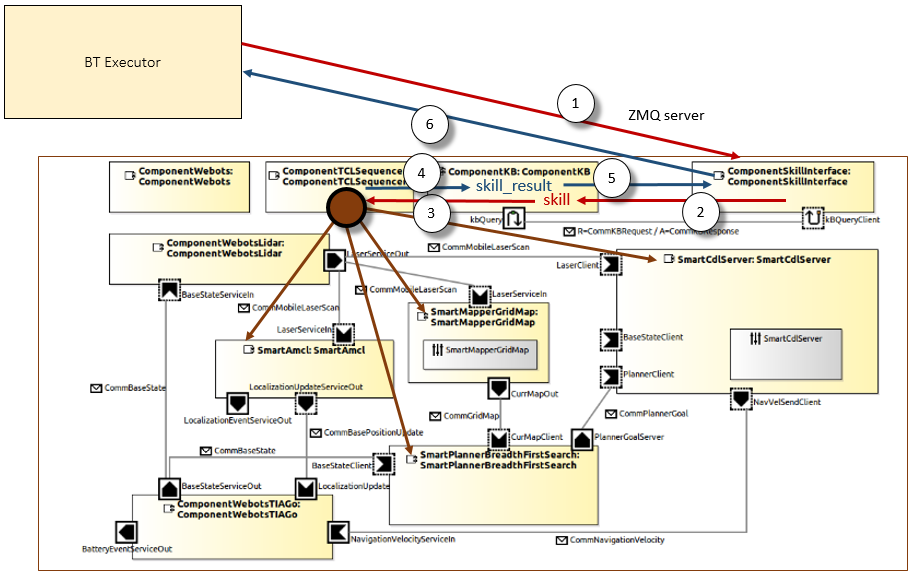 BT Executor
1
ZMQ server
6
ComponentWebots:
ComponentWebots
ComponentTCLSequencer
ComponentTCLSequencer
4
ComponentKB: ComponentKB
skill_result
5
ComponentSkillInterface:
ComponentSkillInterface
skill
3
2
kbQuery
kBQueryClient
R=CommKBRequest / A=CommKBResponse
ComponentWebotsLidar:
ComponentWebotsLidar
LaserServiceOut
CommMobileLaserScan
LaserClient
SmartCdlServer: SmartCdlServer
BaseStateServiceIn
CommMobileLaserScan
CommMobileLaserScan
LaserServiceIn
SmartMapperGridMap:
SmartMapperGridMap
LaserServiceIn
SmartMapperGridMap
BaseStateClient
SmartCdlServer
SmartAmcl: SmartAmcl
PlannerClient
CommBaseState
LocalizationUpdateServiceOut
CurrMapOut
NavVelSendClient
LocalizationEventServiceOut
CommGridMap
CommPlannerGoal
CommBasePositionUpdate
CurMapClient
PlannerGoalServer
CommBaseState
BaseStateClient
SmartPlannerBreadthFirstSearch:
SmartPlannerBreadthFirstSearch
BaseStateServiceOut
LocalizationUpdate
ComponentWebotsTIAGo:
ComponentWebotsTIAGo
BatteryEventServiceOut
NavigationVelocityServiceIn
CommNavigationVelocity